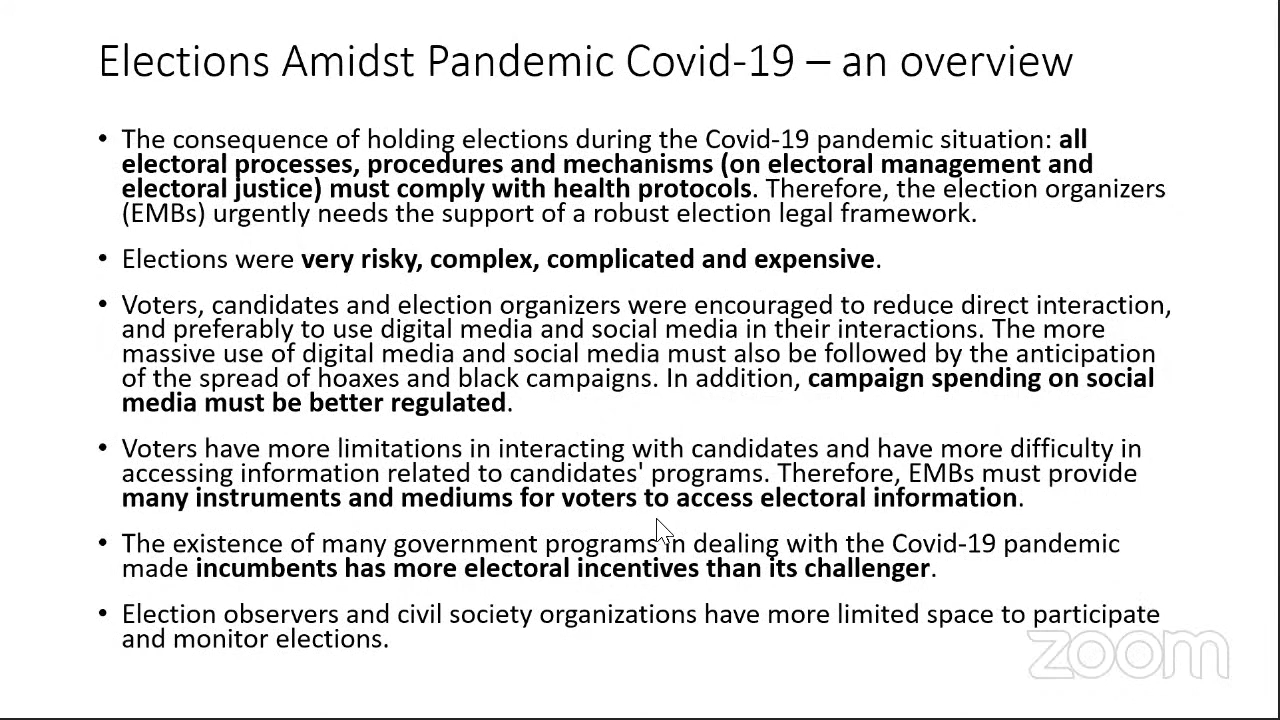 Elections Amidst Pandemic Covid-19 – an overview
• The consequence of holding elections during the Covid-19 pandemic situation: all
electoral processes, procedures and mechanisms (on electoral management and
electoral justice) must comply with health protocols. Therefore, the election organizers
(EMBs) urgently needs the support of a robust election legal framework.
• Elections were very risky, complex, complicated and expensive.
• Voters, candidates and election organizers were encouraged to reduce direct interaction,
and preferably to use digital media and social media in their interactions. The more
massive use of digital media and social media must also be followed by the anticipation
of the spread of hoaxes and black campaigns. In addition, campaign spending on social
media must be better regulated.
• Voters have more limitations in interacting with candidates and have more difficulty in
accessing information related to candidates' programs. Therefore, EMBs must provide
many instruments and mediums for voters to access electoral information.
• The existence of many government programs in dealing with the Covid-19 pandemic
made incumbents has more electoral incentives than its challenger.
• Election observers and civil society organizations have more limited space to participate
and monitor elections.
zoom